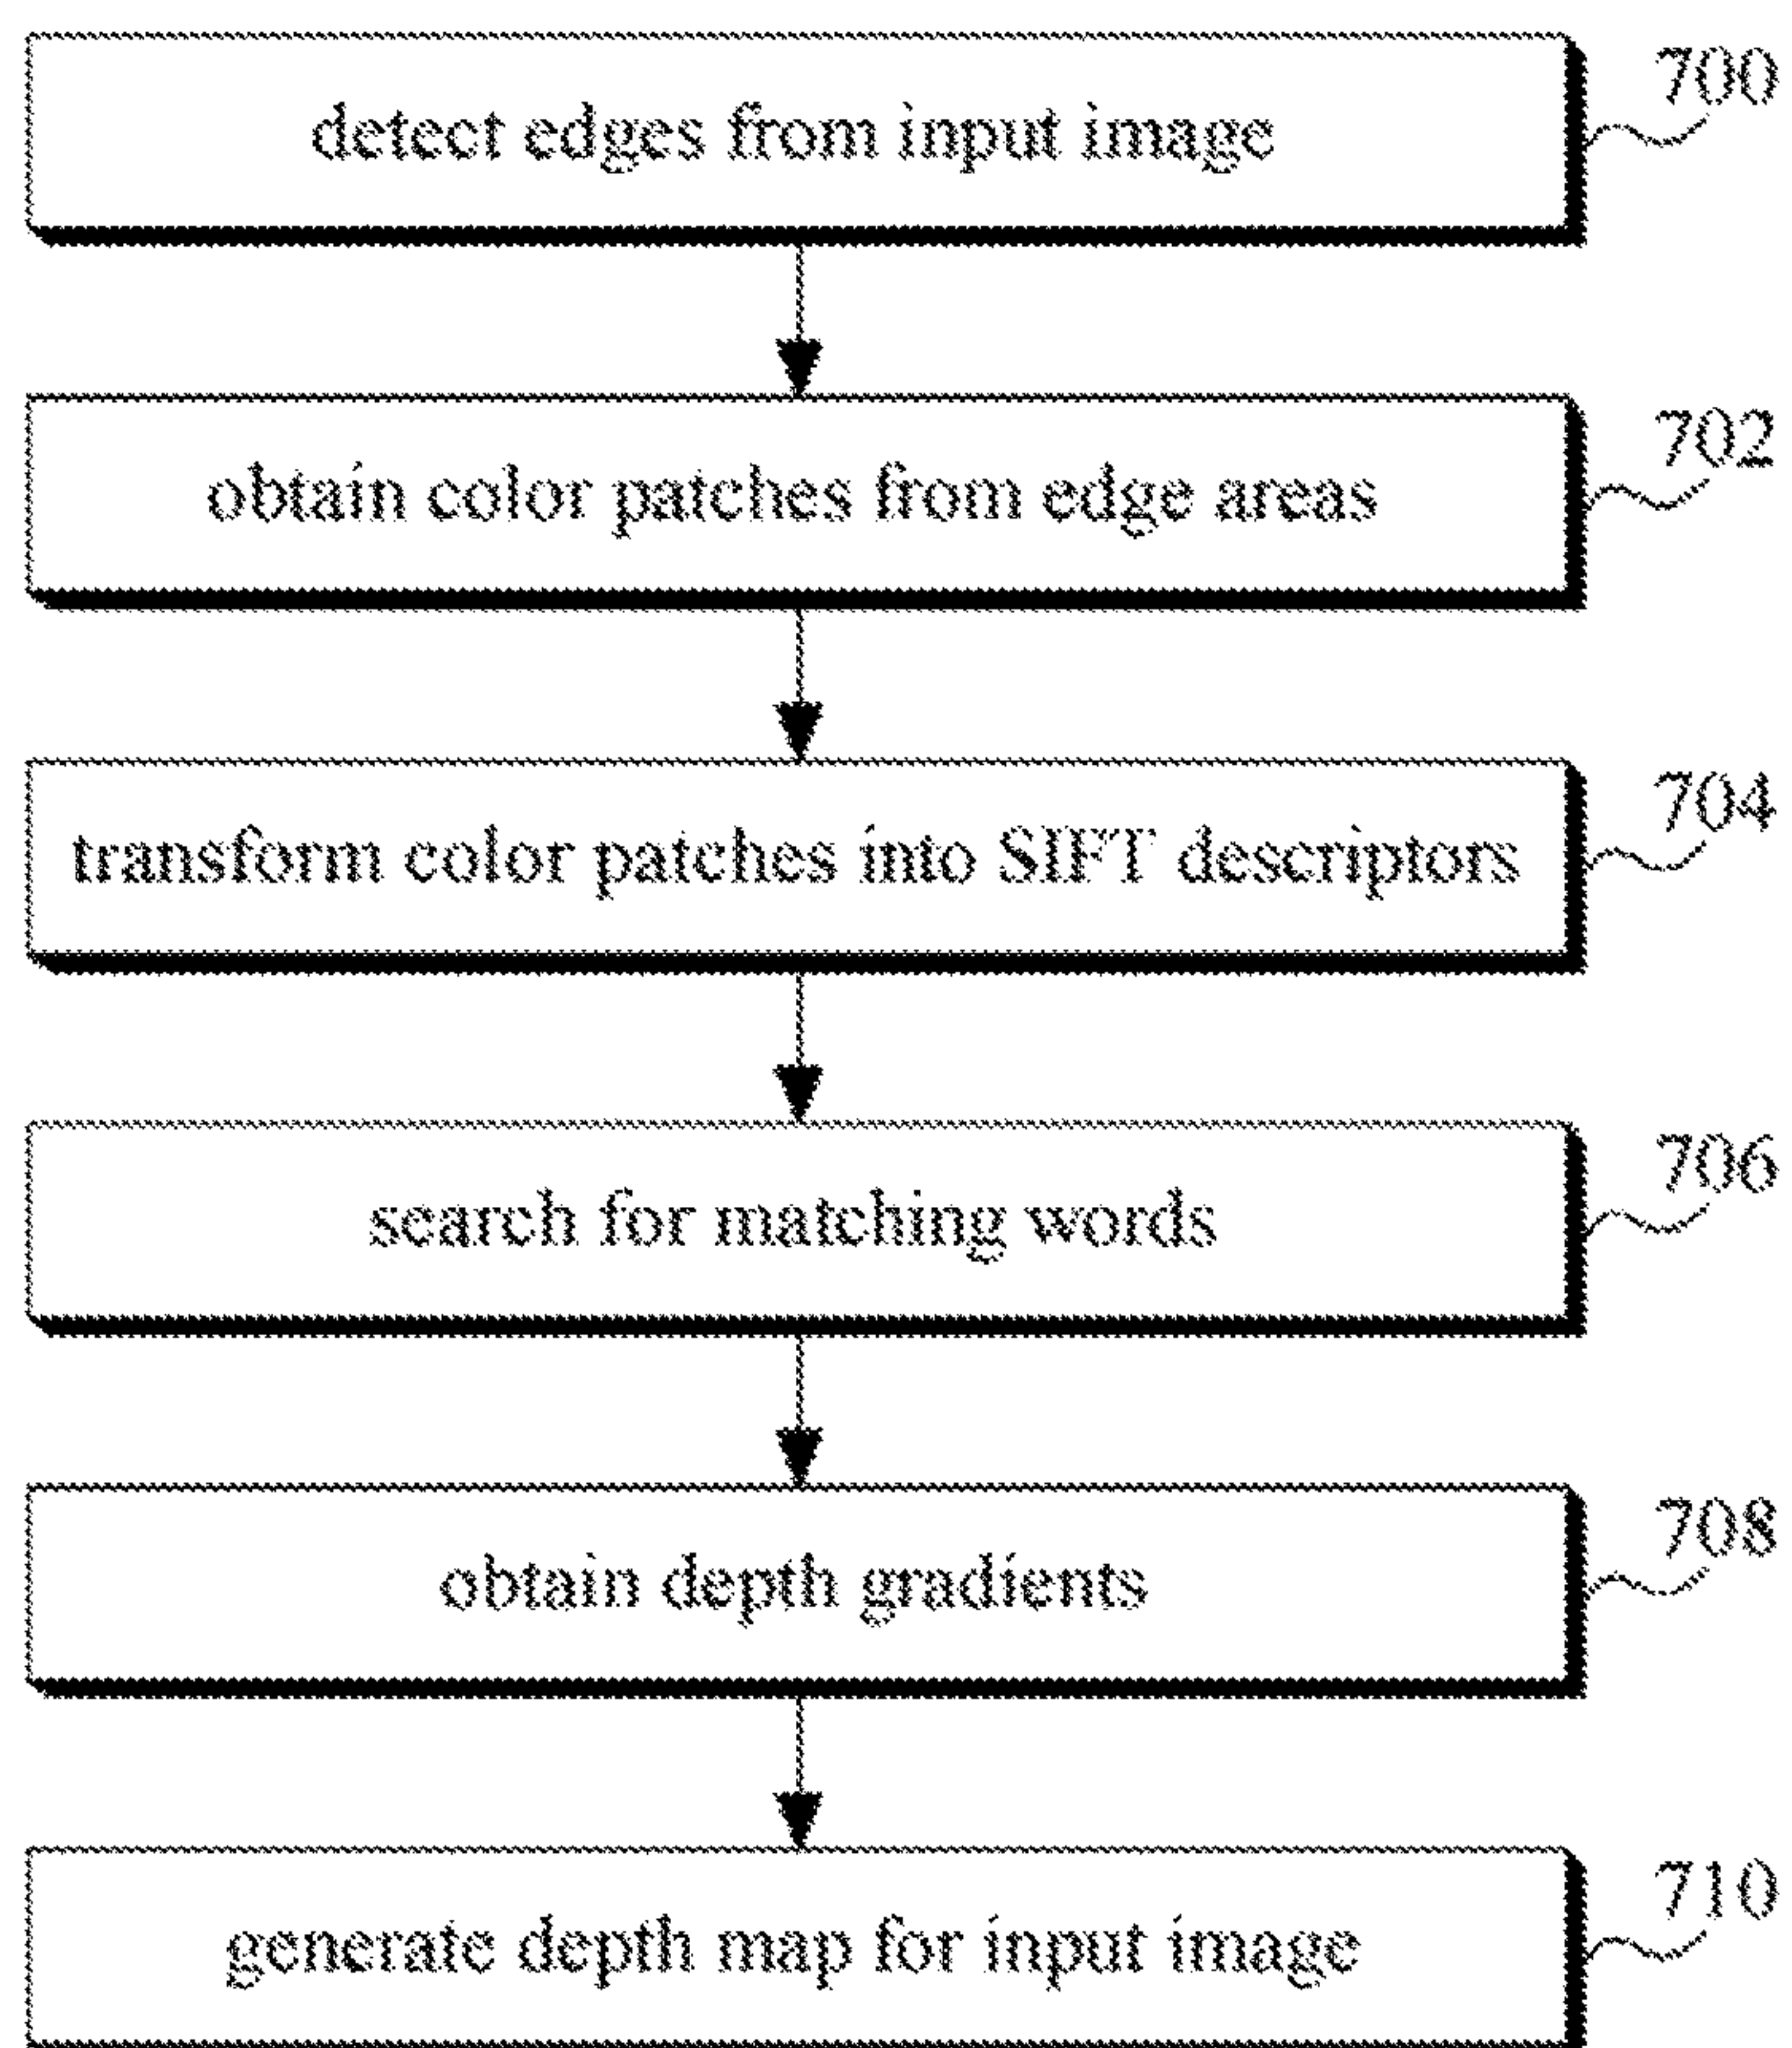 detect edges from input image
700
obtain color patches from edge areas
702
transform color patches into SIFT descriptors
704
search for matching words
706
obtain depth gradients
708
generate depth map for input image
710